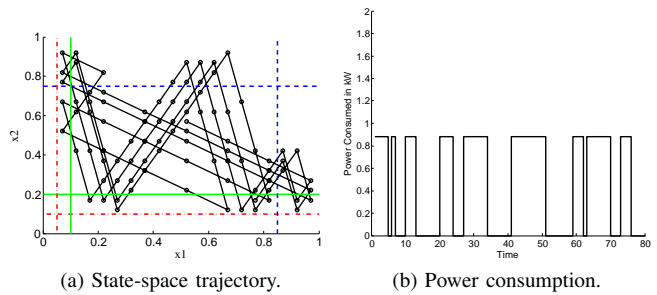 1
0.8
0.6
0.4
0.2
0
x2
0 0.2 0.4 0.6 0.8 1
x1
(a) State-space trajectory.
2
1.8
1.6
1.4
1.2
1
0.8
0.6
0.4
0.2
0
Power Consumed in kW
0 10 20 30 40 50 60 70 80
Time
(b) Power consumption.